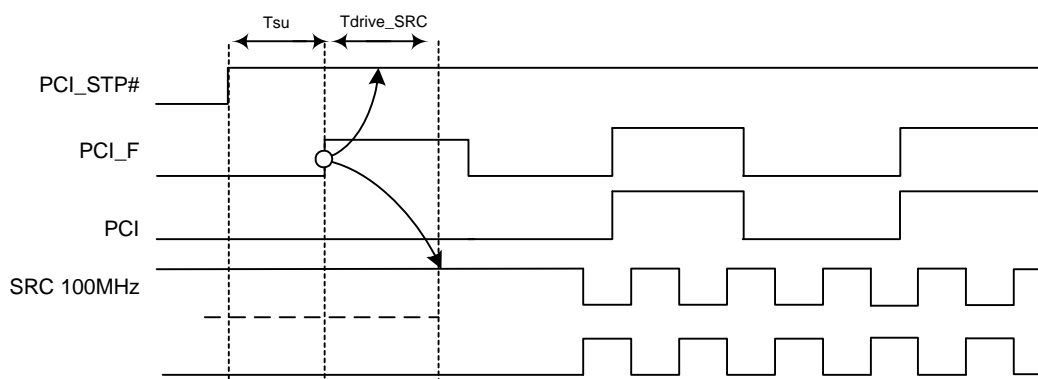 Tsu Tdrive_SRC
PCI_STP#
PCI_F
PCI
SRC 100MHz